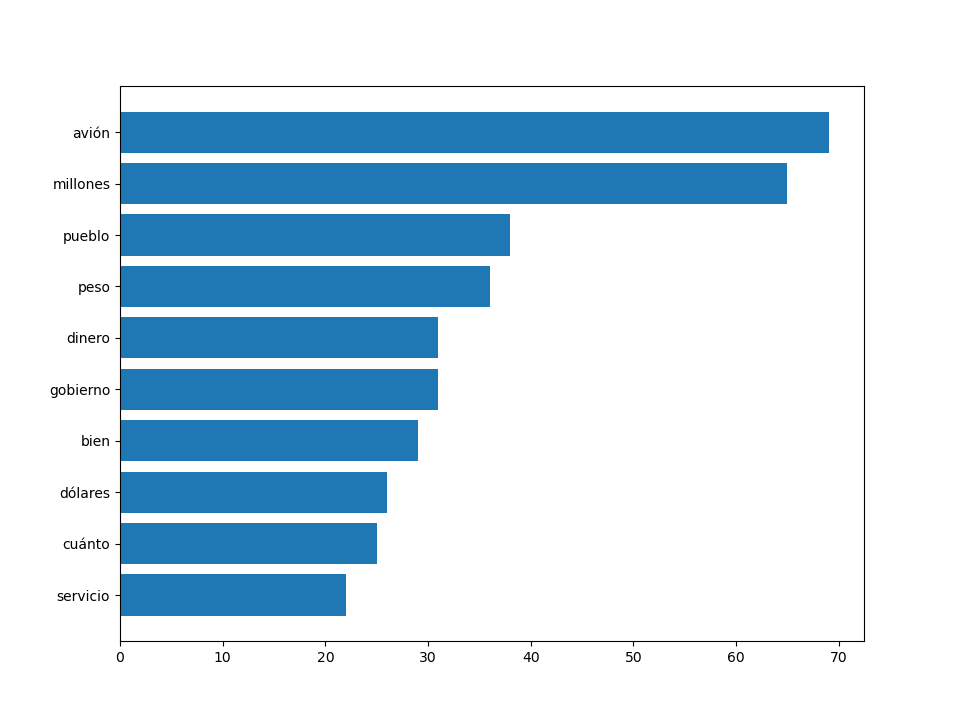 avión
millones
pueblo
peso
dinero
gobierno
bien
dólares
cuánto
servicio
0 10 20 30 40 50 60 70